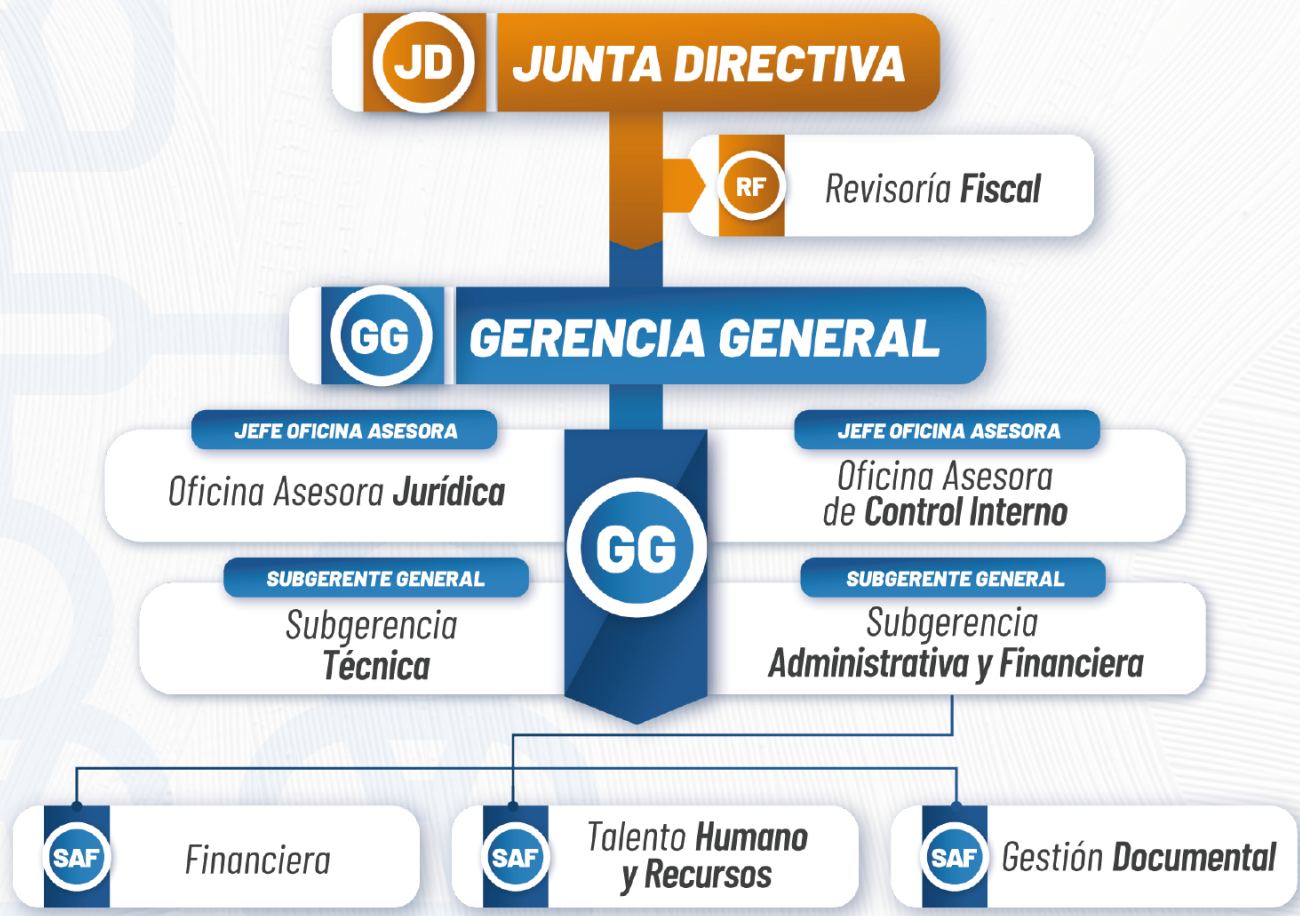 JD JUNTA DIRECTIVA
RF Revisoría Fiscal
GG GERENCIA GENERAL
JEFE OFICINA ASESORA
Oficina Asesora Jurídica
JEFE OFICINA ASESORA
Oficina Asesora
de Control Interno
GG
SUBGERENTE GENERAL
Subgerencia
Técnica
SUBGERENTE GENERAL
Subgerencia
Administrativa y Financiera
SAF Financiera
SAF Talento Humano
y Recursos
SAF Gestión Documental